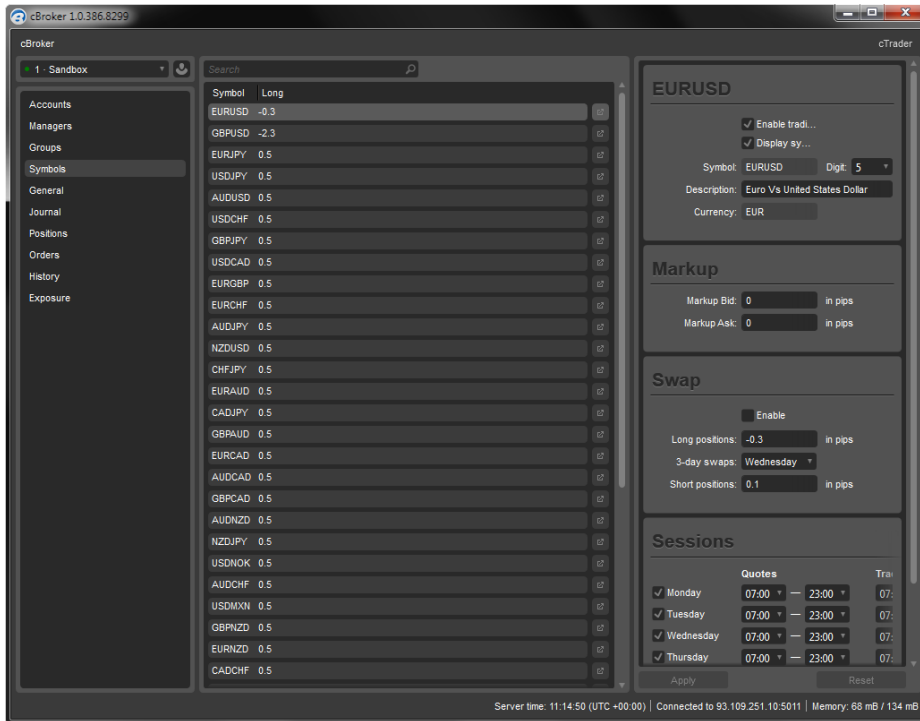 cBroker 1.0.386.8299
cBroker
cTrader
1 - Sandbox
Search
Accounts
Managers
Groups
Symbols
General
Journal
Positions
Orders
History
Exposure
Symbol Long
EURUSD -0.3
GBPUSD -2.3
EURJPY 0.5
USDJPY 0.5
AUDUSD 0.5
USDCHF 0.5
GBPJPY 0.5
USDCAD 0.5
EURGBP 0.5
EURCHF 0.5
AUDJPY 0.5
NZDUSD 0.5
CHFJPY 0.5
EURAUD 0.5
CADJPY 0.5
GBPAUD 0.5
EURCAD 0.5
AUDCAD 0.5
GBPCAD 0.5
AUDNZD 0.5
NZDJPY 0.5
USDNOK 0.5
AUDCHF 0.5
USDMXN 0.5
GBPNZD 0.5
EURNZD 0.5
CADCHF 0.5
EURUSD
Enable tradi...
Display sy...
Symbol: EURUSD Digit: 5
Description: Euro Vs United States Dollar
Currency: EUR
Markup
Markup Bid: 0 in pips
Markup Ask: 0 in pips
Swap
Enable
Long positions: -0.3 in pips
3-day swaps: Wednesday
Short positions: 0.1 in pips
Sessions
Quotes Tra
Monday 07:00 — 23:00 07:
Tuesday 07:00 — 23:00 07:
Wednesday 07:00 — 23:00 07:
Thursday 07:00 — 23:00 07:
Apply Reset
Server time: 11:14:50 (UTC +00:00) | Connected to 93.109.251.10:5011 | Memory: 68 mB / 134 mB